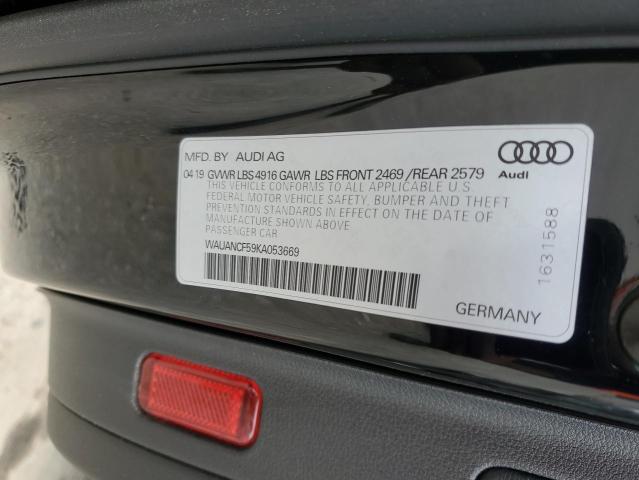 MFD. BY AUDI AG
04 19 GVWR LBS 4916 GAWR LBS FRONT 2469 /REAR 2579
THIS VEHICLE CONFORMS TO ALL APPLICABLE U.S.
FEDERAL MOTOR VEHICLE SAFETY, BUMPER AND THEFT
PREVENTION STANDARDS IN EFFECT ON THE DATE OF
MANUFACTURE SHOWN ABOVE
PASSENGER CAR
WAUANCF59KA053669
Audi
1631588
GERMANY